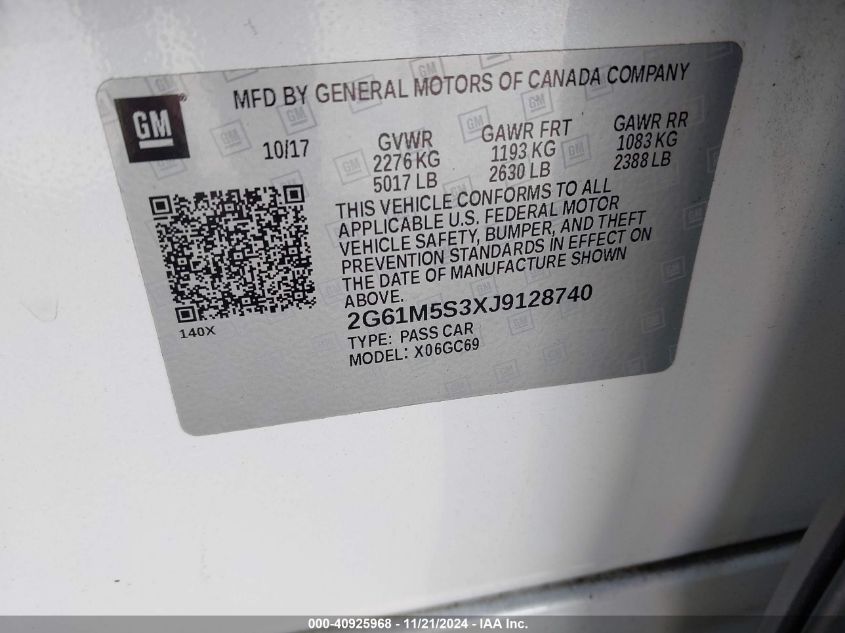 MFD BY GENERAL MOTORS OF CANADA COMPANY
GM
10/17
GVWR
2276 KG
5017 LB
GAWR FRT
1193 KG
2630 LB
GAWR RR
1083 KG
2388 LB
THIS VEHICLE CONFORMS TO ALL
APPLICABLE U.S. FEDERAL MOTOR
VEHICLE SAFETY, BUMPER, AND THEFT
PREVENTION STANDARDS IN EFFECT ON
THE DATE OF MANUFACTURE SHOWN
ABOVE.
2G61M5S3XJ9128740
TYPE: PASS CAR
MODEL: X06GC69
140X
000-40925968 - 11/21/2024 - IAA Inc.